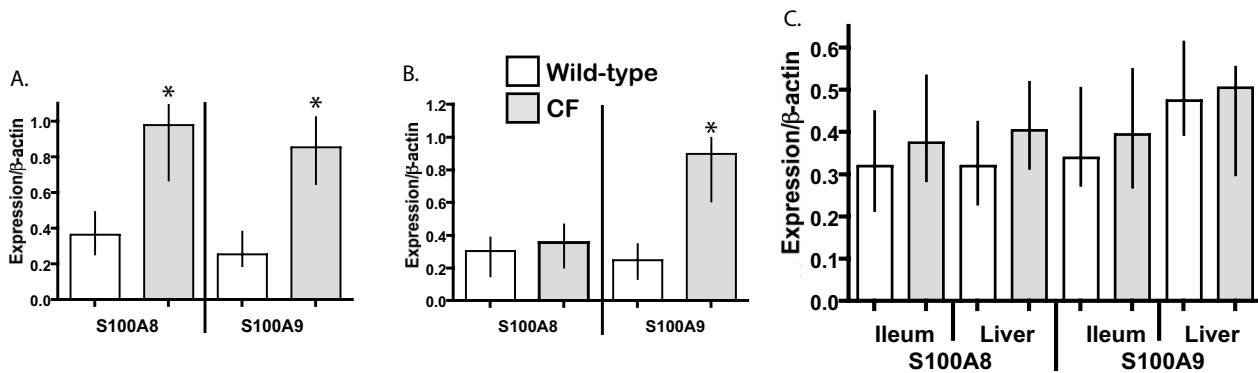 A.
Expression/β-actin
1.0
0.8
0.6
0.4
0.2
0.0
*
*
S100A8
S100A9
B.
Wild-type
CF
Expression/β-actin
1.2
1.0
0.8
0.6
0.4
0.2
0.0
*
S100A8
S100A9
C.
Expression/β-actin
0.6
0.5
0.4
0.3
0.2
0.1
0.0
Ileum Liver Ileum Liver
S100A8 S100A9